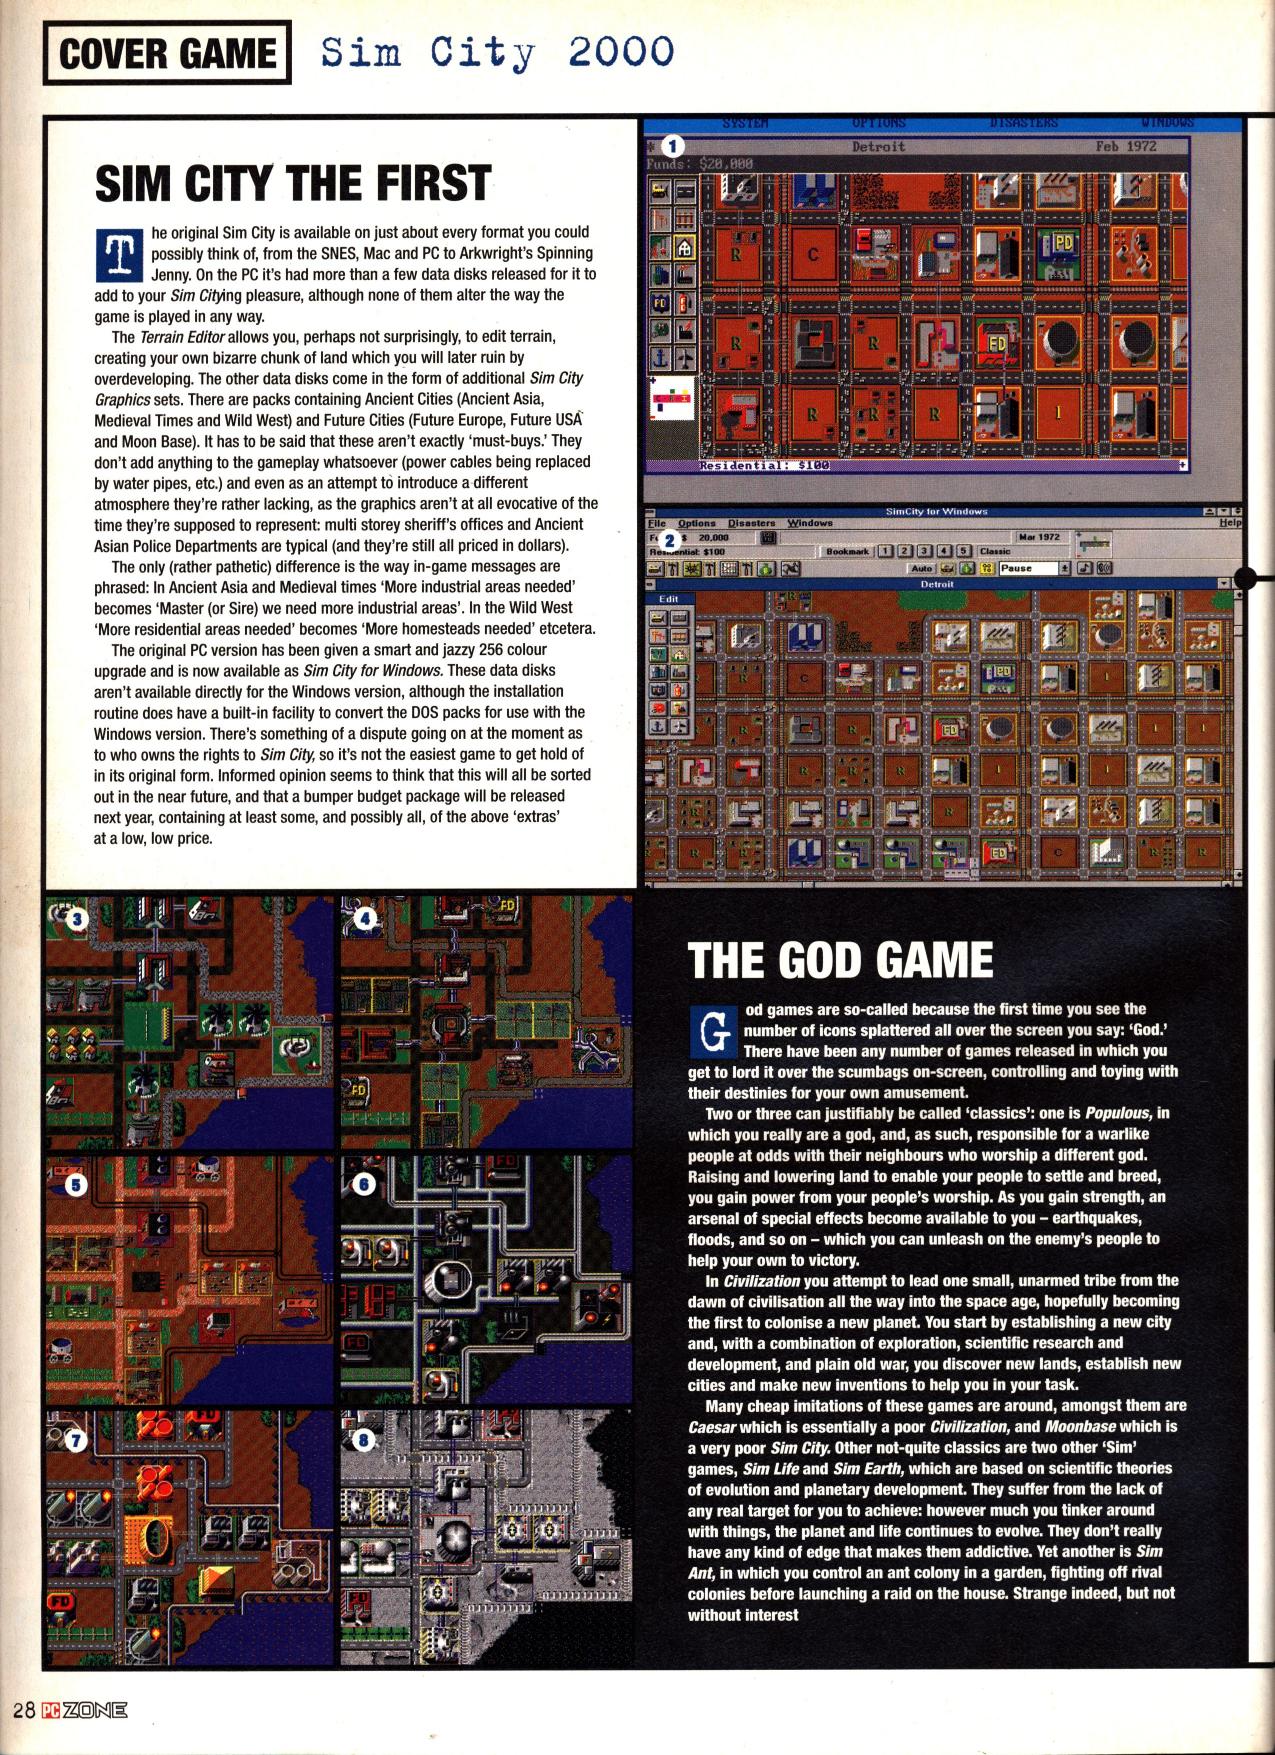 COVER GAME
Sim City 2000
SIM CITY THE FIRST
The original Sim City is available on just about every format you could
possibly think of, from the SNES, Mac and PC to Arkwright's Spinning
Jenny. On the PC it's had more than a few data disks released for it to
add to your Sim Citying pleasure, although none of them alter the way the
game is played in any way.
The Terrain Editor allows you, perhaps not surprisingly, to edit terrain,
creating your own bizarre chunk of land which you will later ruin by
overdeveloping. The other data disks come in the form of additional Sim City
Graphics sets. There are packs containing Ancient Cities (Ancient Asia,
Medieval Times and Wild West) and Future Cities (Future Europe, Future USA
and Moon Base). It has to be said that these aren't exactly 'must-buys.' They
don't add anything to the gameplay whatsoever (power cables being replaced
by water pipes, etc.) and even as an attempt to introduce a different
atmosphere they're rather lacking, as the graphics aren't at all evocative of the
time they're supposed to represent: multi storey sheriff's offices and Ancient
Asian Police Departments are typical (and they're still all priced in dollars).
The only (rather pathetic) difference is the way in-game messages are
phrased: In Ancient Asia and Medieval times 'More industrial areas needed'
becomes 'Master (or Sire) we need more industrial areas'. In the Wild West
'More residential areas needed' becomes 'More homesteads needed' etcetera.
The original PC version has been given a smart and jazzy 256 colour
upgrade and is now available as Sim City for Windows. These data disks
aren't available directly for the Windows version, although the installation
routine does have a built-in facility to convert the DOS packs for use with the
Windows version. There's something of a dispute going on at the moment as
to who owns the rights to Sim City, so it's not the easiest game to get hold of
in its original form. Informed opinion seems to think that this will all be sorted
out in the near future, and that a bumper budget package will be released
next year, containing at least some, and possibly all, of the above 'extras'
at a low, low price.
1
SYSTEM OPTIONS DISASTERS WINDOWS
Detroit Feb 1972
Funds: $20,000
R C PD
R R FD
R R R I
Residential: $100
2
SimCity for Windows
File Options Disasters Windows Help
$ 20,000 Mar 1972
Residential: $100 Bookmark 1 2 3 4 5 Classic
Auto Pause
Detroit
Edit
3
4
5
6
7
8
THE GOD GAME
God games are so-called because the first time you see the
number of icons splattered all over the screen you say: 'God.'
There have been any number of games released in which you
get to lord it over the scumbags on-screen, controlling and toying with
their destinies for your own amusement.
Two or three can justifiably be called 'classics': one is Populous, in
which you really are a god, and, as such, responsible for a warlike
people at odds with their neighbours who worship a different god.
Raising and lowering land to enable your people to settle and breed,
you gain power from your people's worship. As you gain strength, an
arsenal of special effects become available to you – earthquakes,
floods, and so on – which you can unleash on the enemy's people to
help your own to victory.
In Civilization you attempt to lead one small, unarmed tribe from the
dawn of civilisation all the way into the space age, hopefully becoming
the first to colonise a new planet. You start by establishing a new city
and, with a combination of exploration, scientific research and
development, and plain old war, you discover new lands, establish new
cities and make new inventions to help you in your task.
Many cheap imitations of these games are around, amongst them are
Caesar which is essentially a poor Civilization, and Moonbase which is
a very poor Sim City. Other not-quite classics are two other 'Sim'
games, Sim Life and Sim Earth, which are based on scientific theories
of evolution and planetary development. They suffer from the lack of
any real target for you to achieve: however much you tinker around
with things, the planet and life continues to evolve. They don't really
have any kind of edge that makes them addictive. Yet another is Sim
Ant, in which you control an ant colony in a garden, fighting off rival
colonies before launching a raid on the house. Strange indeed, but not
without interest
28 PC ZONE